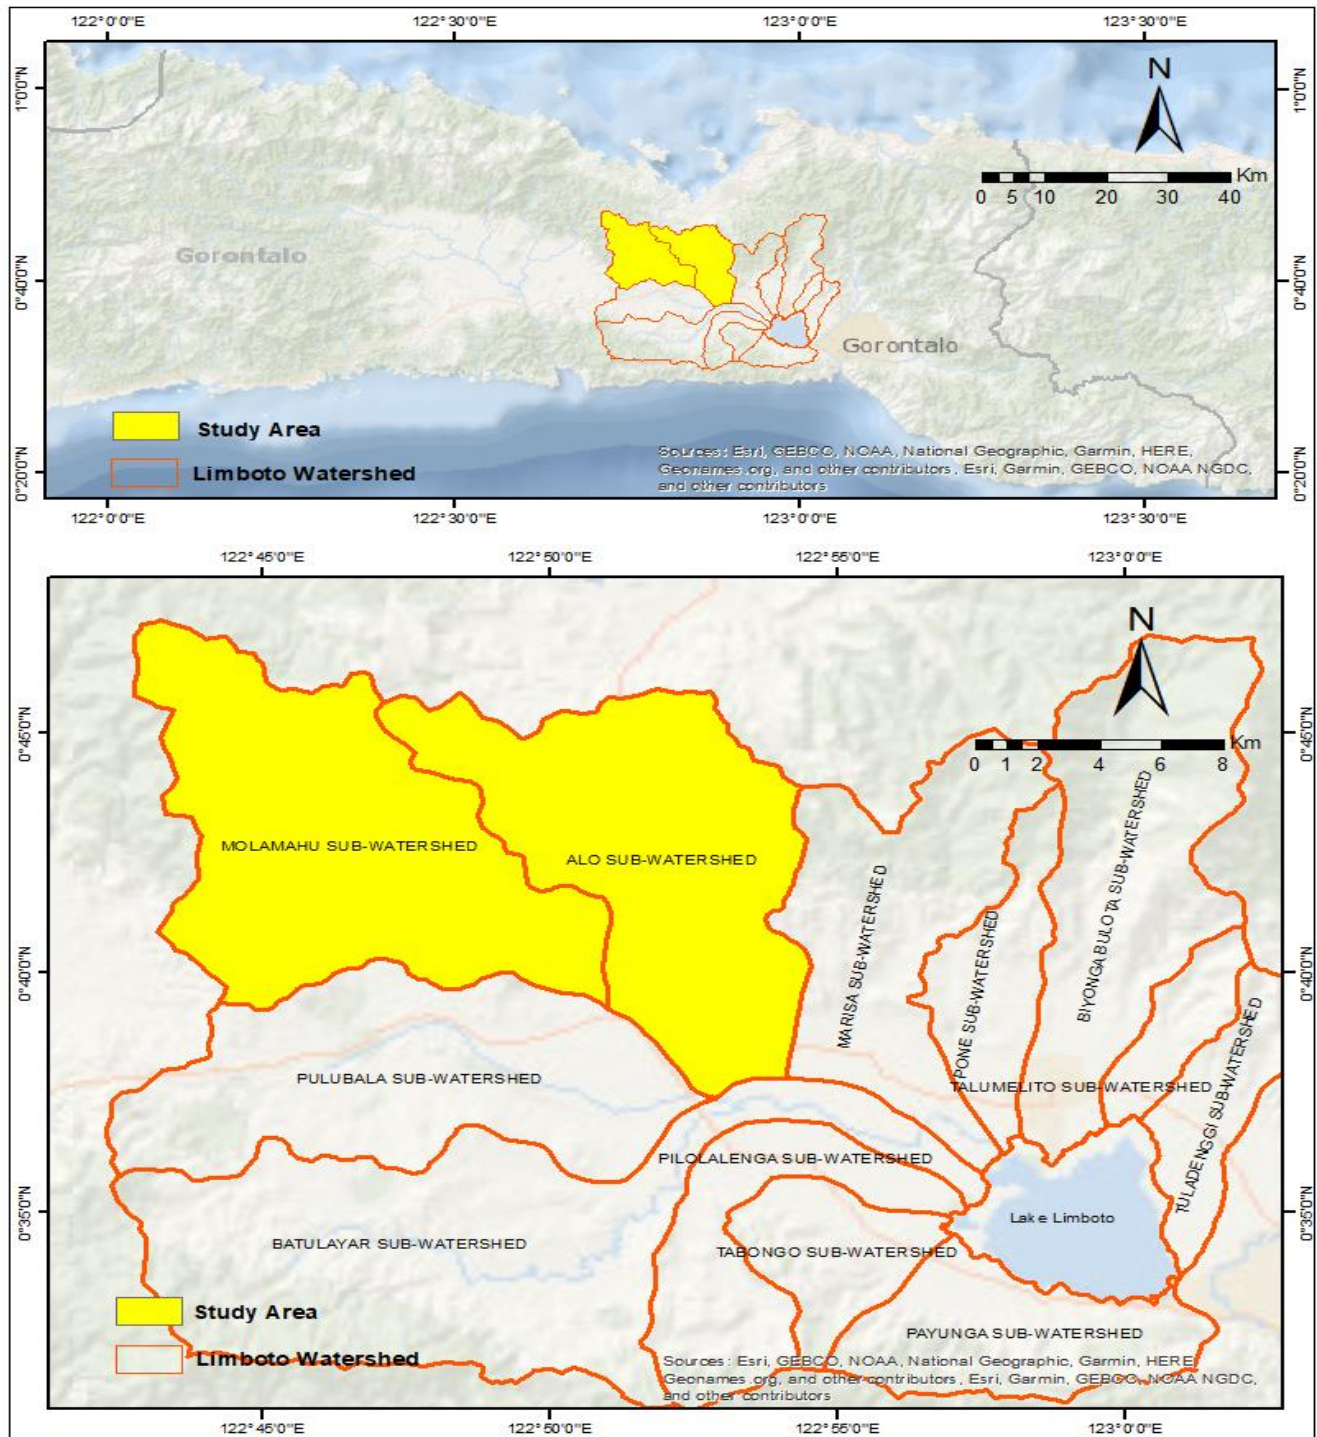 122°0'0"E 122°30'0"E 123°0'0"E 123°30'0"E
N
1°0'0"N 1°0'0"N
Km
0 5 10 20 30 40
Gorontalo
0°40'0"N 0°40'0"N
Gorontalo
Study Area
Limboto Watershed
Sources: Esri, GEBCO, NOAA, National Geographic, Garmin, HERE,
Geonames.org, and other contributors, Esri, Garmin, GEBCO, NOAA NGDC,
and other contributors
0°20'0"N 0°20'0"N
122°0'0"E 122°30'0"E 123°0'0"E 123°30'0"E
122°45'0"E 122°50'0"E 122°55'0"E 123°0'0"E
N
0°45'0"N 0°45'0"N
Km
0 1 2 4 6 8
MOLAMAHU SUB-WATERSHED
ALO SUB-WATERSHED
MARISA SUB-WATERSHED
PONE SUB-WATERSHED
BIYONGA BULOTA SUB-WATERSHED
0°40'0"N 0°40'0"N
PULUBALA SUB-WATERSHED
TALUMELITO SUB-WATERSHED
TULADENGGI SUB-WATERSHED
PILOLALENGA SUB-WATERSHED
0°35'0"N 0°35'0"N
Lake Limboto
BATULAYAR SUB-WATERSHED
TABONGO SUB-WATERSHED
Study Area
PAYUNGA SUB-WATERSHED
Limboto Watershed
Sources: Esri, GEBCO, NOAA, National Geographic, Garmin, HERE,
Geonames.org, and other contributors, Esri, Garmin, GEBCO, NOAA NGDC,
and other contributors
122°45'0"E 122°50'0"E 122°55'0"E 123°0'0"E